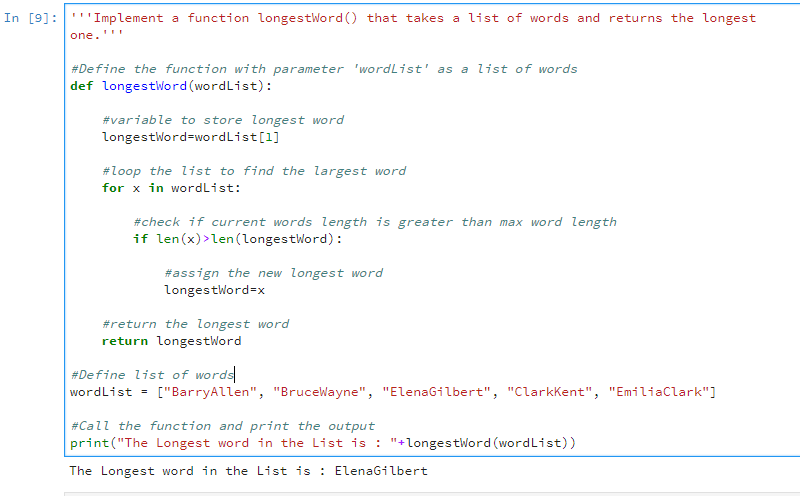 In [9]: '''Implement a function longestWord() that takes a list of words and returns the longest
one.'''
#Define the function with parameter 'wordList' as a list of words
def longestWord(wordList):
#variable to store longest word
longestWord=wordList[1]
#loop the list to find the largest word
for x in wordList:
#check if current words length is greater than max word length
if len(x)>len(longestWord):
#assign the new longest word
longestWord=x
#return the longest word
return longestWord
#Define list of words
wordList = ["BarryAllen", "BruceWayne", "ElenaGilbert", "ClarkKent", "EmiliaClark"]
#Call the function and print the output
print("The Longest word in the List is : "+longestWord(wordList))
The Longest word in the List is : ElenaGilbert